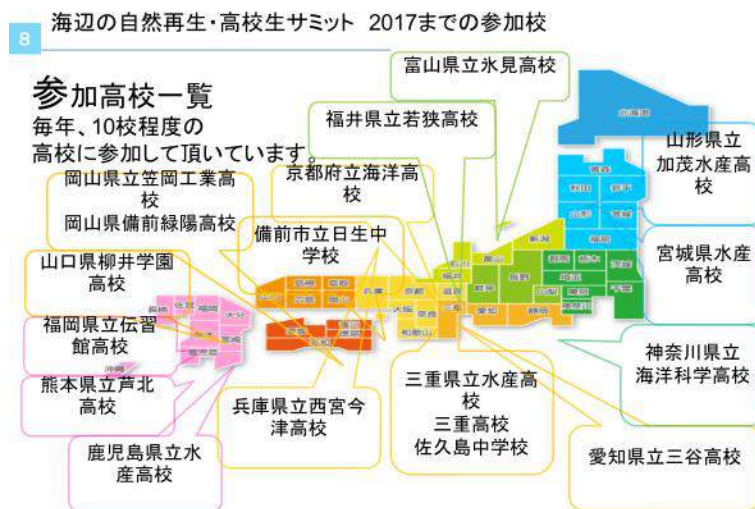 8
海辺の自然再生・高校生サミット 2017までの参加校
参加高校一覧
毎年、10校程度の
高校に参加して頂いています。
富山県立氷見高校
福井県立若狭高校
京都府立海洋高
校
岡山県立笠岡工業高
校
岡山県備前緑陽高校
備前市立日生中
学校
山口県柳井学園
高校
福岡県立伝習
館高校
熊本県立芦北
高校
鹿児島県立水
産高校
兵庫県立西宮今
津高校
三重県立水産高
校
三重高校
佐久島中学校
愛知県立三谷高校
神奈川県立
海洋科学高校
宮城県水産
高校
山形県立
加茂水産高
校
北海道
青森
秋田
岩手
山形
宮城
福島
新潟
富山
石川
福井
群馬
栃木
茨城
埼玉
千葉
長野
山梨
愛知
静岡
岐阜
滋賀
三重
京都
兵庫
大阪
奈良
和歌山
島根
鳥取
広島
岡山
山口
長崎
佐賀
福岡
大分
熊本
宮崎
鹿児島
沖縄